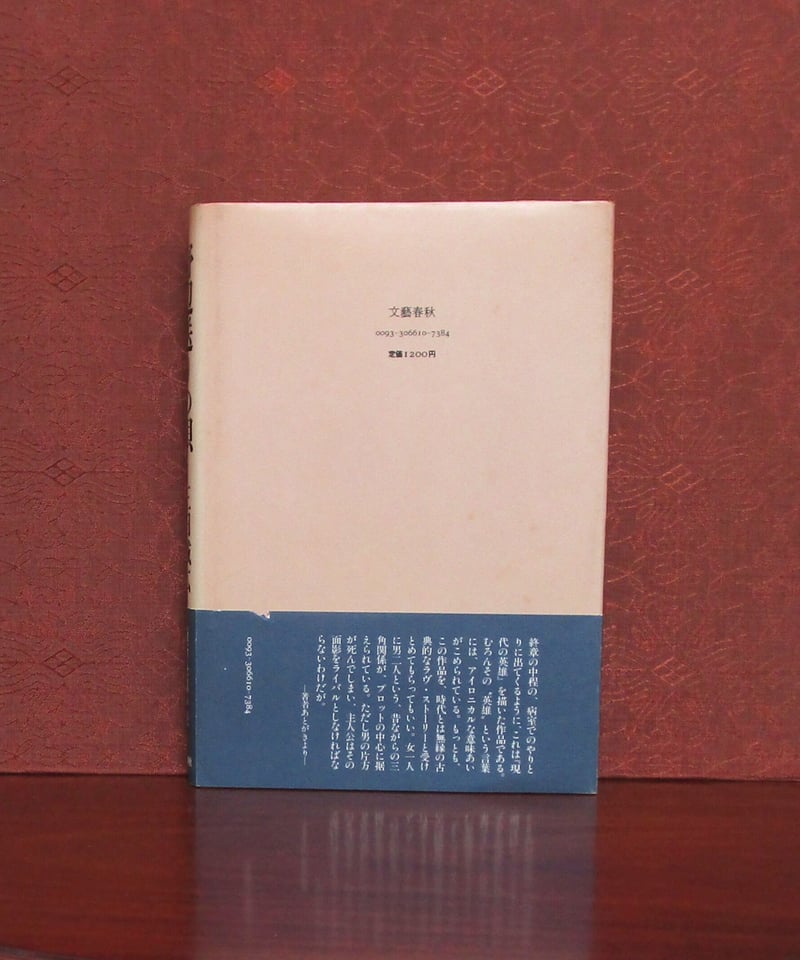 文藝春秋
0093-306610-7384
定価1200円
終章の中程の、病室でのやりと
りに出てくるように、これは『現
代の英雄』を描いた作品である。
むろんその〝英雄〟という言葉
には、アイロニカルな意味あい
がこめられている。もっとも、
この作品を、時代とは無縁の古
典的なラヴ・ストーリーと受け
とめてもらってもいい。女一人
に男二人という、昔ながらの三
角関係が、プロットの中心に据
えられている。ただし男の片方
が死んでしまい、主人公はその
面影をライバルとしなければな
らないわけだが。
―著者あとがきより―
0093-306610-7384